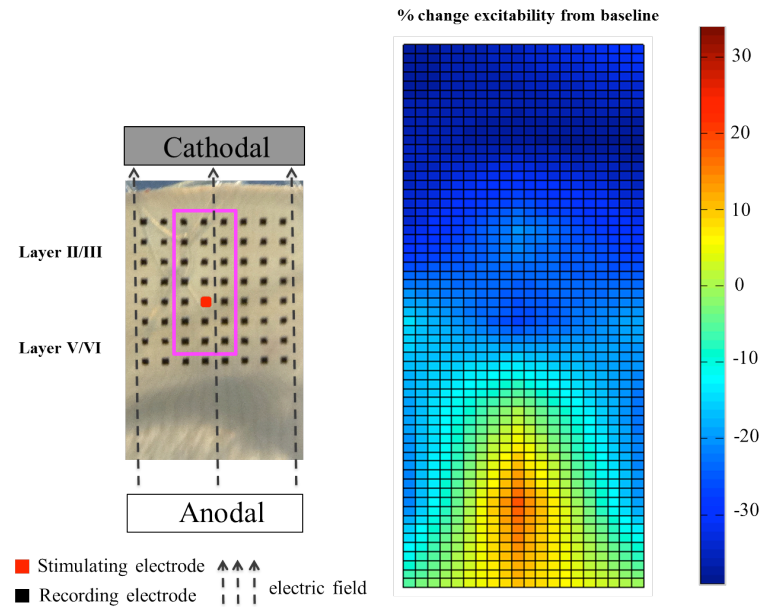 % change excitability from baseline
Cathodal
Layer II/III
Layer V/VI
Anodal
Stimulating electrode
Recording electrode
electric field
30
20
10
0
-10
-20
-30